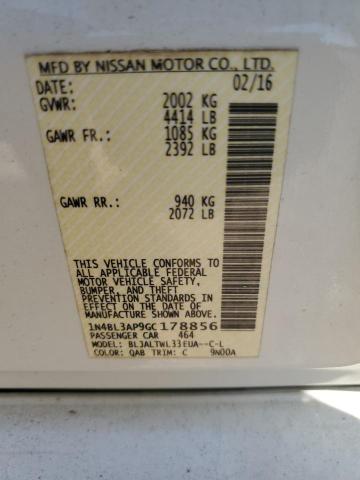 MFD BY NISSAN MOTOR CO., LTD.
DATE: 02/16
GVWR: 2002 KG
4414 LB
GAWR FR.: 1085 KG
2392 LB
GAWR RR.: 940 KG
2072 LB
THIS VEHICLE CONFORMS TO ALL
APPLICABLE FEDERAL
MOTOR VEHICLE SAFETY,
BUMPER, AND THEFT
PREVENTION STANDARDS IN
EFFECT ON THE DATE OF
MANUFACTURE SHOWN ABOVE.
1N4BL3AP9GC178856
PASSENGER CAR 464
MODEL: BLJALTWL33EUA--C-L
COLOR: QAB TRIM: C 9N00A